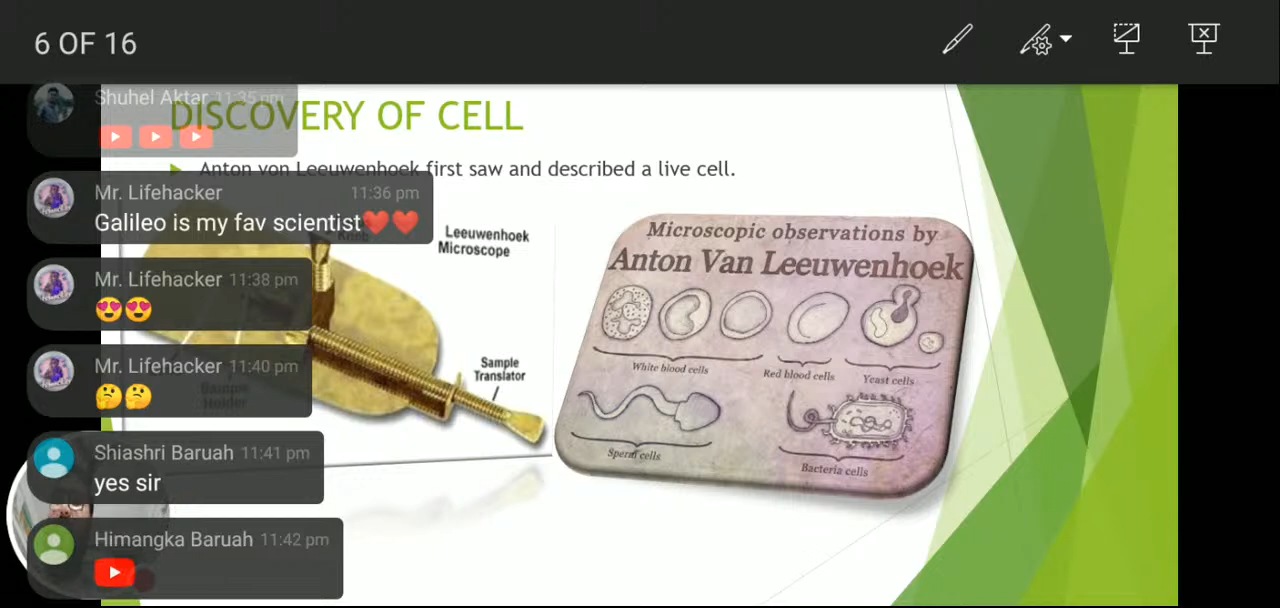 6 OF 16
DISCOVERY OF CELL
Anton von Leeuwenhoek first saw and described a live cell.
Shuhel Aktar 11:35 pm
Mr. Lifehacker 11:36 pm
Galileo is my fav scientist❤️❤️
Mr. Lifehacker 11:38 pm
😍😍
Mr. Lifehacker 11:40 pm
🤔🤔
Shiashri Baruah 11:41 pm
yes sir
Himangka Baruah 11:42 pm
Knob
Leeuwenhoek
Microscope
Sample
Translator
Sample
Holder
Microscopic observations by
Anton Van Leeuwenhoek
White blood cells
Red blood cells
Yeast cells
Sperm cells
Bacteria cells